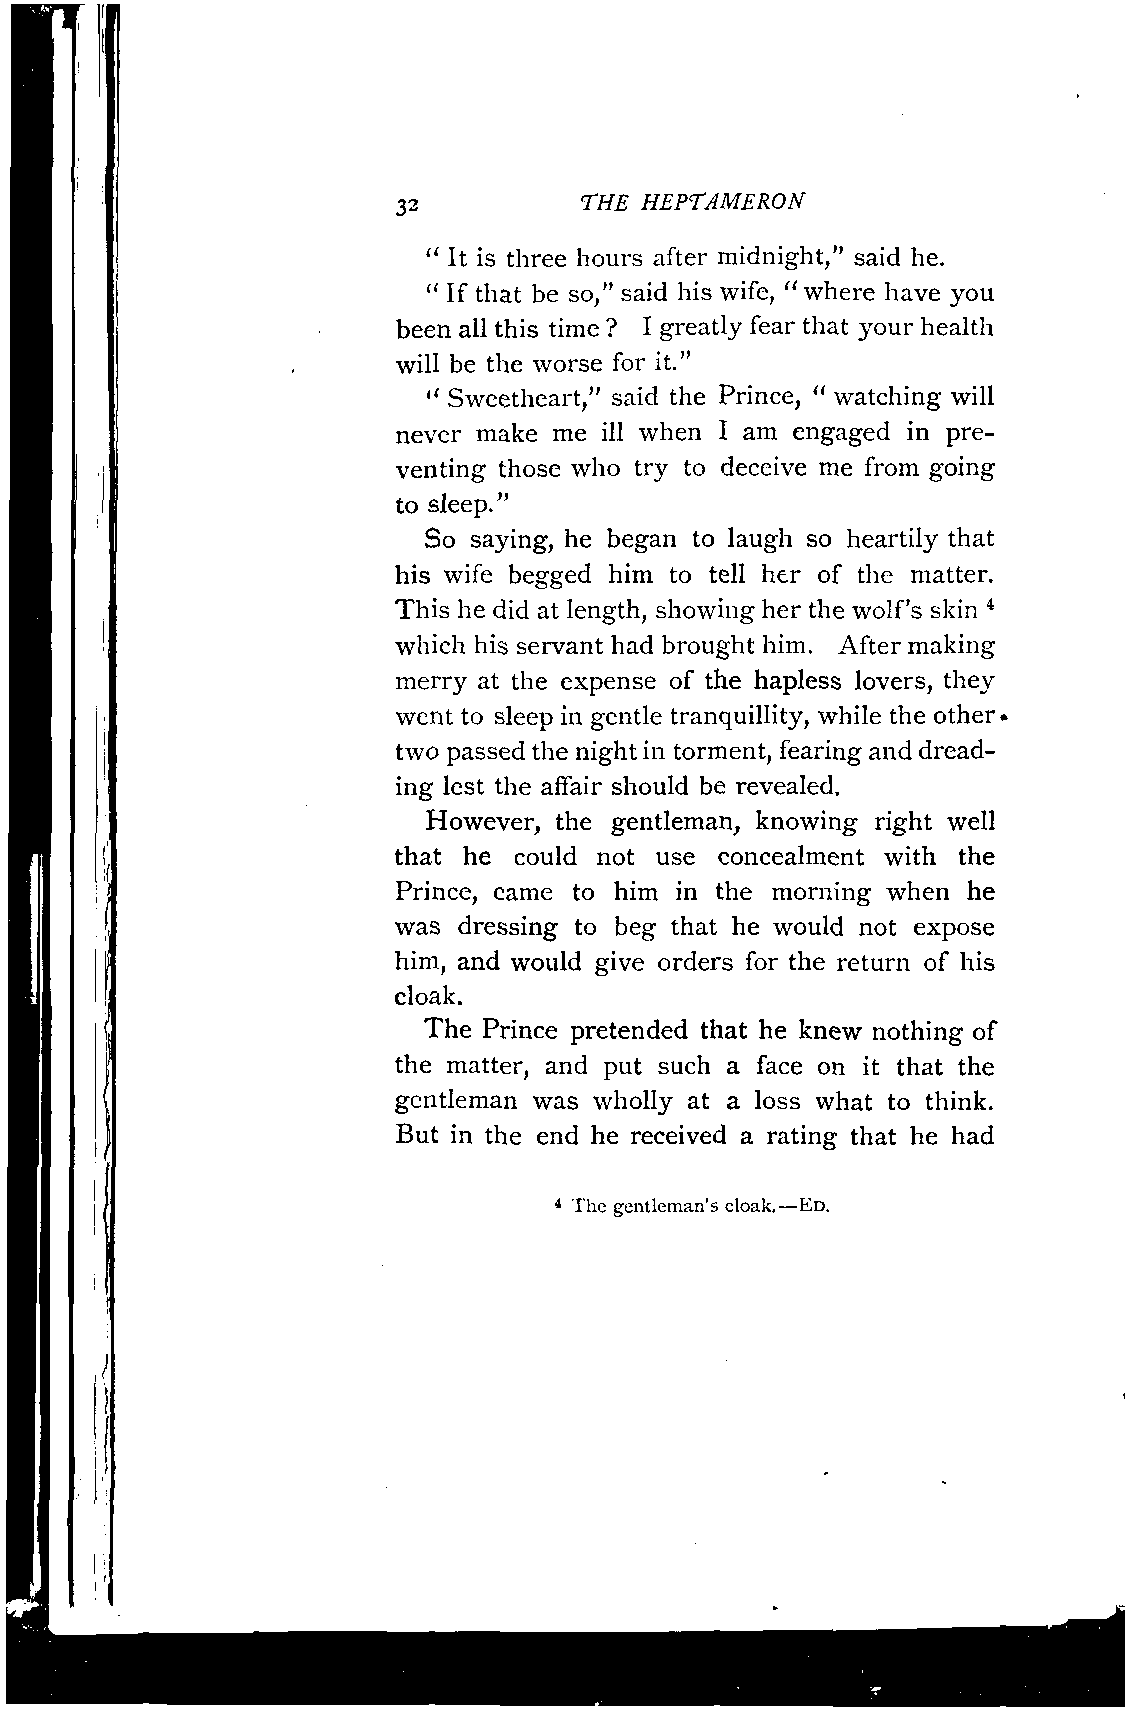 32 THE HEPTAMERON
“ It is three hours after midnight,” said he.
“ If that be so,” said his wife, “ where have you
been all this time ? I greatly fear that your health
will be the worse for it.”
“ Sweetheart,” said the Prince, “ watching will
never make me ill when I am engaged in pre-
venting those who try to deceive me from going
to sleep.”
So saying, he began to laugh so heartily that
his wife begged him to tell her of the matter.
This he did at length, showing her the wolf's skin ⁴
which his servant had brought him. After making
merry at the expense of the hapless lovers, they
went to sleep in gentle tranquillity, while the other
two passed the night in torment, fearing and dread-
ing lest the affair should be revealed.
However, the gentleman, knowing right well
that he could not use concealment with the
Prince, came to him in the morning when he
was dressing to beg that he would not expose
him, and would give orders for the return of his
cloak.
The Prince pretended that he knew nothing of
the matter, and put such a face on it that the
gentleman was wholly at a loss what to think.
But in the end he received a rating that he had
⁴ The gentleman's cloak.—ED.